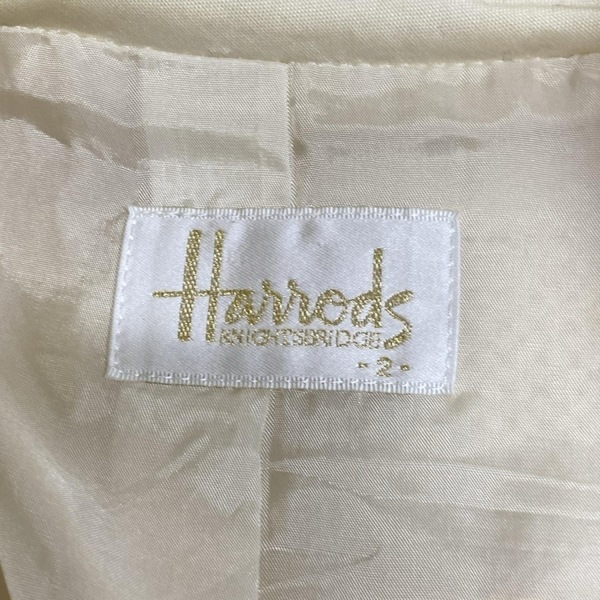 Harrods
KNIGHTSBRIDGE
- 2 -